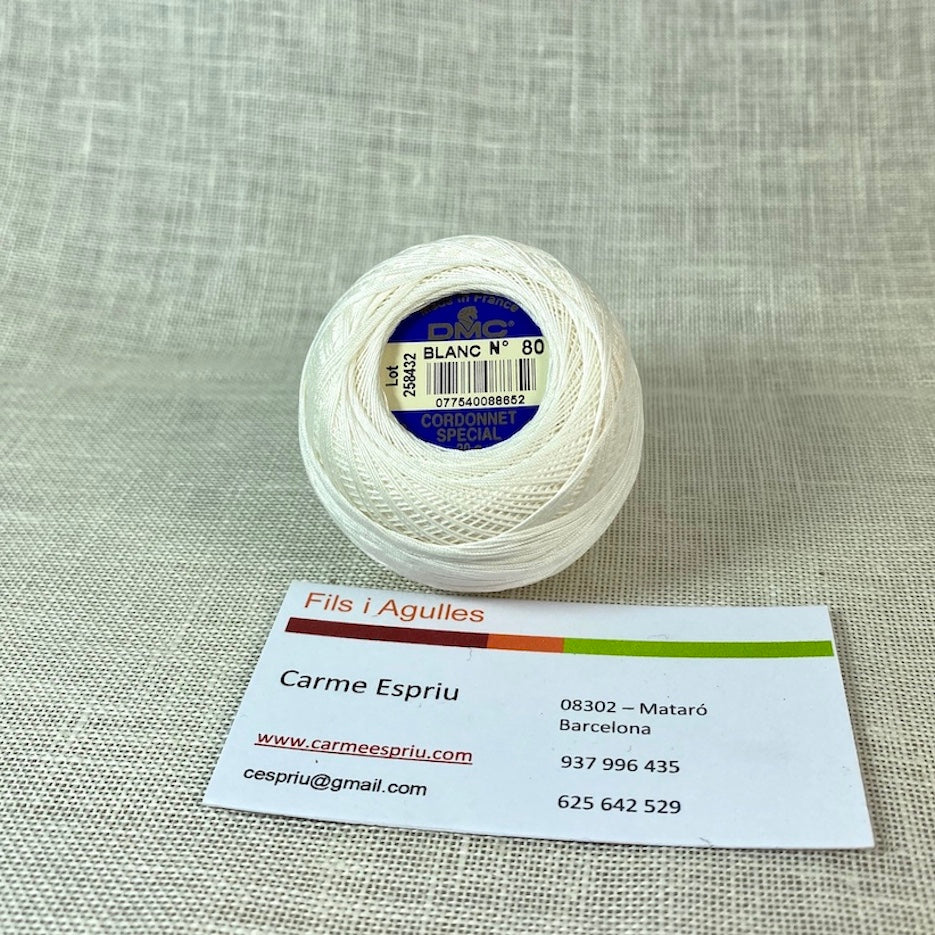 Made in France
DMC®
BLANC N° 80
Lot
258432
077540088652
CORDONNET
SPECIAL
Fils i Agulles
Carme Espriu
www.carmeespriu.com
cespriu@gmail.com
08302 – Mataró
Barcelona
937 996 435
625 642 529